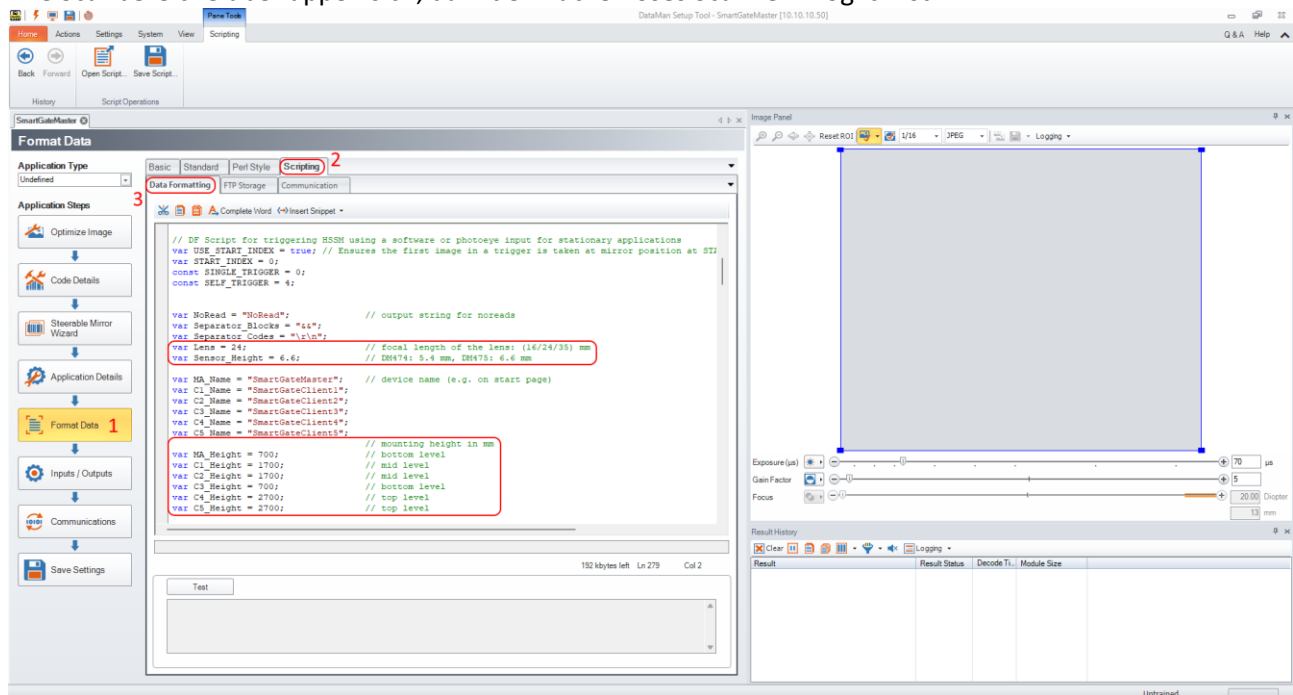 Pane Tools
DataMan Setup Tool - SmartGateMaster [10.10.10.50]
Home Actions Settings System View Scripting
Q & A Help
Back Forward Open Script... Save Script...
History Script Operations
SmartGateMaster
Format Data
Application Type
Undefined
Application Steps
Optimize Image
Code Details
Steerable Mirror
Wizard
Application Details
Format Data 1
Inputs / Outputs
Communications
Save Settings
Basic Standard Perl Style Scripting 2
3 Data Formatting FTP Storage Communication
Complete Word Insert Snippet
// DF Script for triggering HSSM using a software or photoeye input for stationary applications
var USE_START_INDEX = true; // Ensures the first image in a trigger is taken at mirror position at STA
var START_INDEX = 0;
const SINGLE_TRIGGER = 0;
const SELF_TRIGGER = 4;
var NoRead = "NoRead"; // output string for noreads
var Separator_Blocks = "&&";
var Separator_Codes = "\r\n";
var Lens = 24; // focal length of the lens: (16/24/35) mm
var Sensor_Height = 6.6; // DM474: 5.4 mm, DM475: 6.6 mm
var MA_Name = "SmartGateMaster"; // device name (e.g. on start page)
var C1_Name = "SmartGateClient1";
var C2_Name = "SmartGateClient2";
var C3_Name = "SmartGateClient3";
var C4_Name = "SmartGateClient4";
var C5_Name = "SmartGateClient5";
// mounting height in mm
var MA_Height = 700; // bottom level
var C1_Height = 1700; // mid level
var C2_Height = 1700; // mid level
var C3_Height = 700; // bottom level
var C4_Height = 2700; // top level
var C5_Height = 2700; // top level
192 kbytes left Ln 279 Col 2
Test
Image Panel
Reset ROI 1/16 JPEG Logging
Exposure (µs) 70 µs
Gain Factor 5
Focus 20.00 Diopter
13 mm
Result History
Clear Logging
Result Result Status Decode Ti... Module Size
Untrained